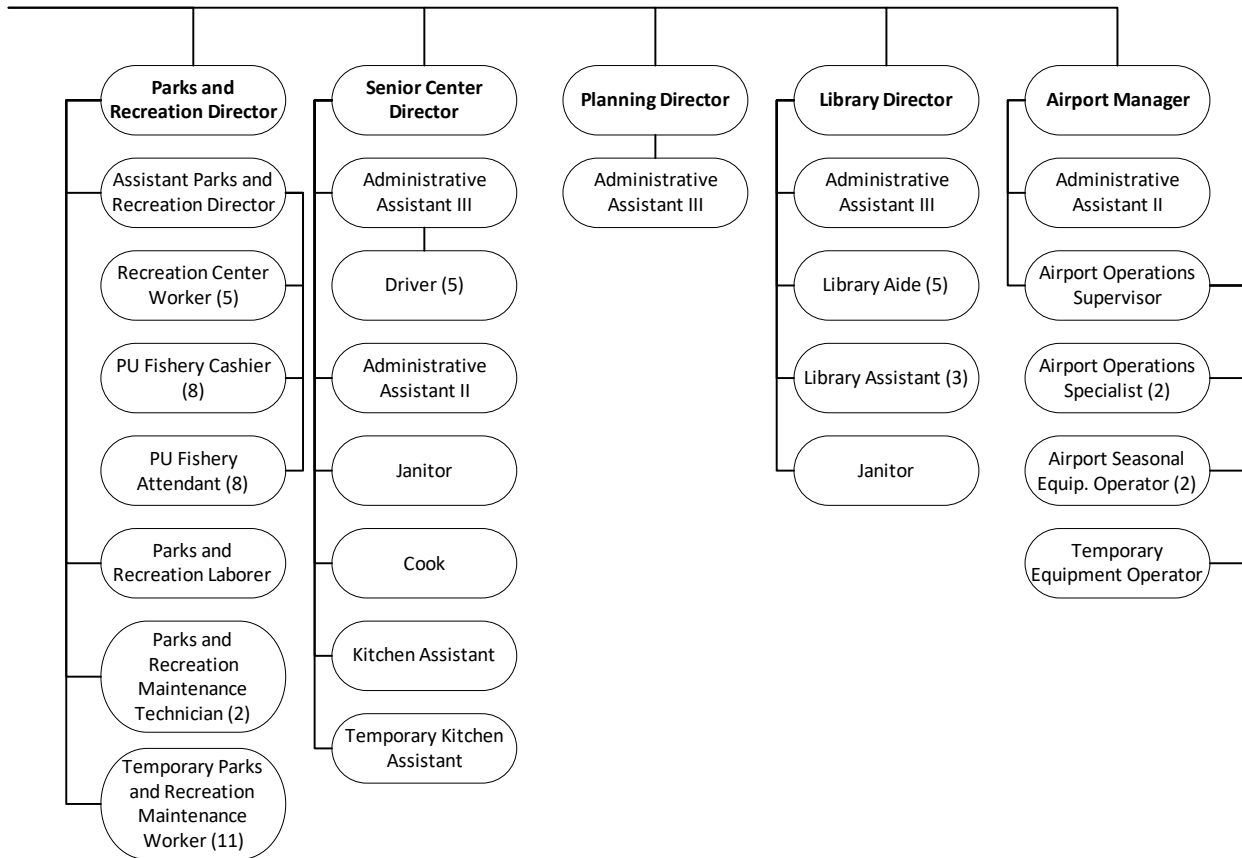 Parks and
Recreation Director
Assistant Parks and
Recreation Director
Recreation Center
Worker (5)
PU Fishery Cashier
(8)
PU Fishery
Attendant (8)
Parks and
Recreation Laborer
Parks and
Recreation
Maintenance
Technician (2)
Temporary Parks
and Recreation
Maintenance
Worker (11)
Senior Center
Director
Administrative
Assistant III
Driver (5)
Administrative
Assistant II
Janitor
Cook
Kitchen Assistant
Temporary Kitchen
Assistant
Planning Director
Administrative
Assistant III
Library Director
Administrative
Assistant III
Library Aide (5)
Library Assistant (3)
Janitor
Airport Manager
Administrative
Assistant II
Airport Operations
Supervisor
Airport Operations
Specialist (2)
Airport Seasonal
Equip. Operator (2)
Temporary
Equipment Operator